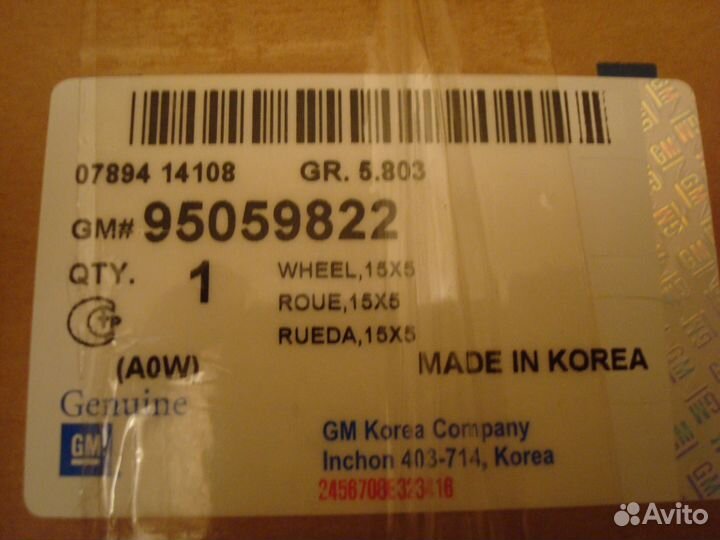 07894 14108 GR. 5.803
GM# 95059822
QTY. 1 WHEEL,15X5
ROUE,15X5
RUEDA,15X5
(A0W) MADE IN KOREA
Genuine
GM
GM Korea Company
Inchon 403-714, Korea
Avito